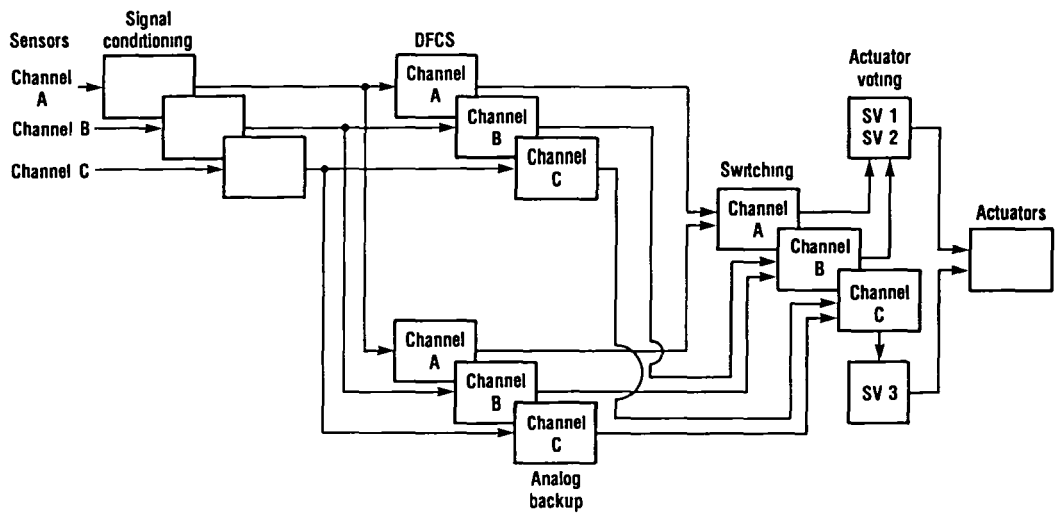 Sensors
Signal
conditioning
Channel
A
Channel B
Channel C
DFCS
Channel
A
Channel
B
Channel
C
Switching
Channel
A
Channel
B
Channel
C
Actuator
voting
SV 1
SV 2
SV 3
Actuators
Channel
A
Channel
B
Channel
C
Analog
backup